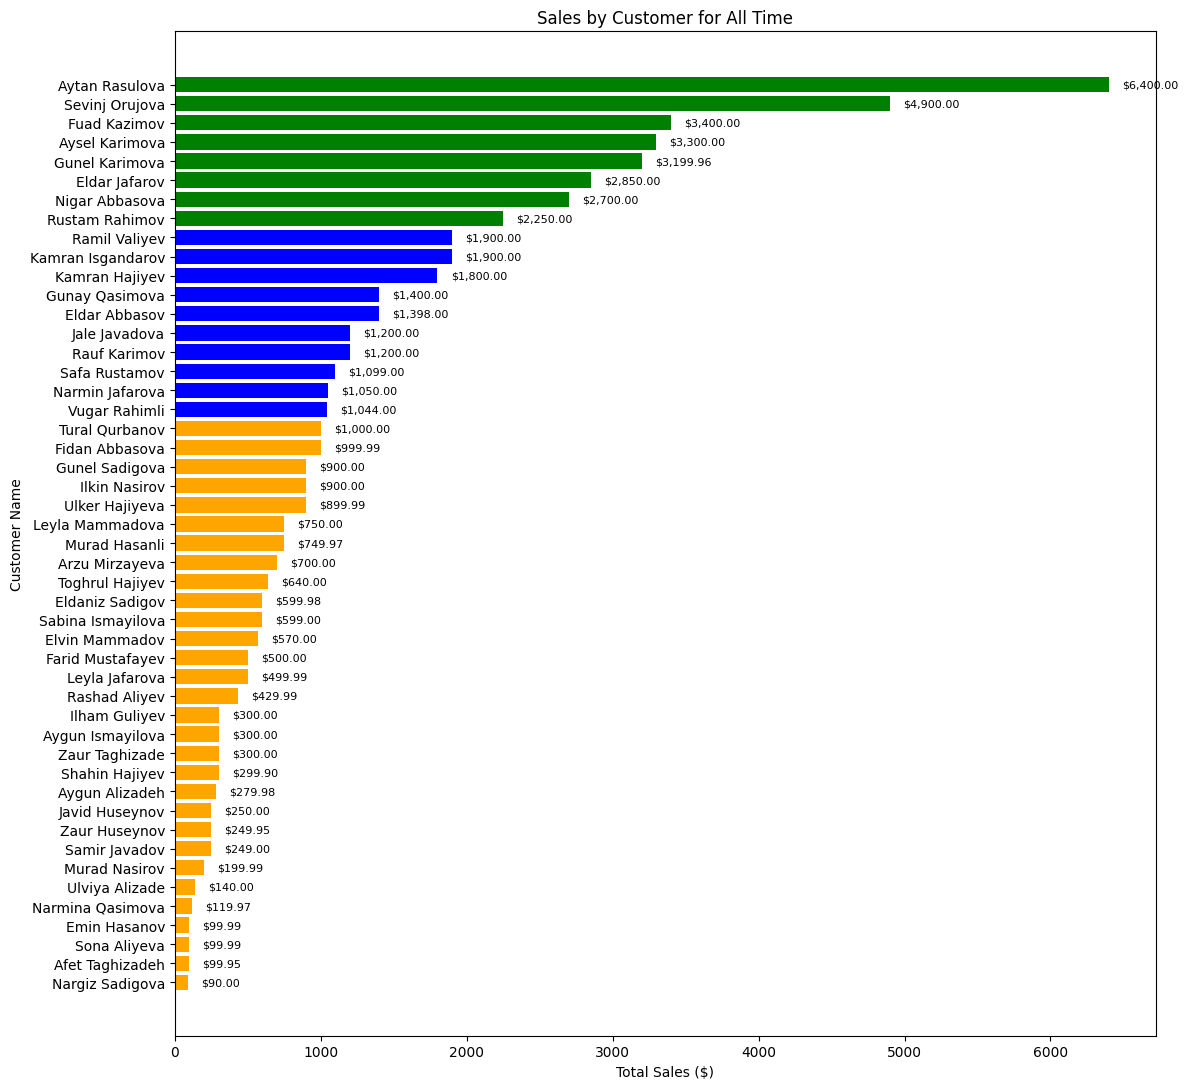 Sales by Customer for All Time
Aytan Rasulova $6,400.00
Sevinj Orujova $4,900.00
Fuad Kazimov $3,400.00
Aysel Karimova $3,300.00
Gunel Karimova $3,199.96
Eldar Jafarov $2,850.00
Nigar Abbasova $2,700.00
Rustam Rahimov $2,250.00
Ramil Valiyev $1,900.00
Kamran Isgandarov $1,900.00
Kamran Hajiyev $1,800.00
Gunay Qasimova $1,400.00
Eldar Abbasov $1,398.00
Jale Javadova $1,200.00
Rauf Karimov $1,200.00
Safa Rustamov $1,099.00
Narmin Jafarova $1,050.00
Vugar Rahimli $1,044.00
Tural Qurbanov $1,000.00
Fidan Abbasova $999.99
Gunel Sadigova $900.00
Ilkin Nasirov $900.00
Ulker Hajiyeva $899.99
Leyla Mammadova $750.00
Murad Hasanli $749.97
Arzu Mirzayeva $700.00
Toghrul Hajiyev $640.00
Eldaniz Sadigov $599.98
Sabina Ismayilova $599.00
Elvin Mammadov $570.00
Farid Mustafayev $500.00
Leyla Jafarova $499.99
Rashad Aliyev $429.99
Ilham Guliyev $300.00
Aygun Ismayilova $300.00
Zaur Taghizade $300.00
Shahin Hajiyev $299.90
Aygun Alizadeh $279.98
Javid Huseynov $250.00
Zaur Huseynov $249.95
Samir Javadov $249.00
Murad Nasirov $199.99
Ulviya Alizade $140.00
Narmina Qasimova $119.97
Emin Hasanov $99.99
Sona Aliyeva $99.99
Afet Taghizadeh $99.95
Nargiz Sadigova $90.00
Customer Name
0 1000 2000 3000 4000 5000 6000
Total Sales ($)